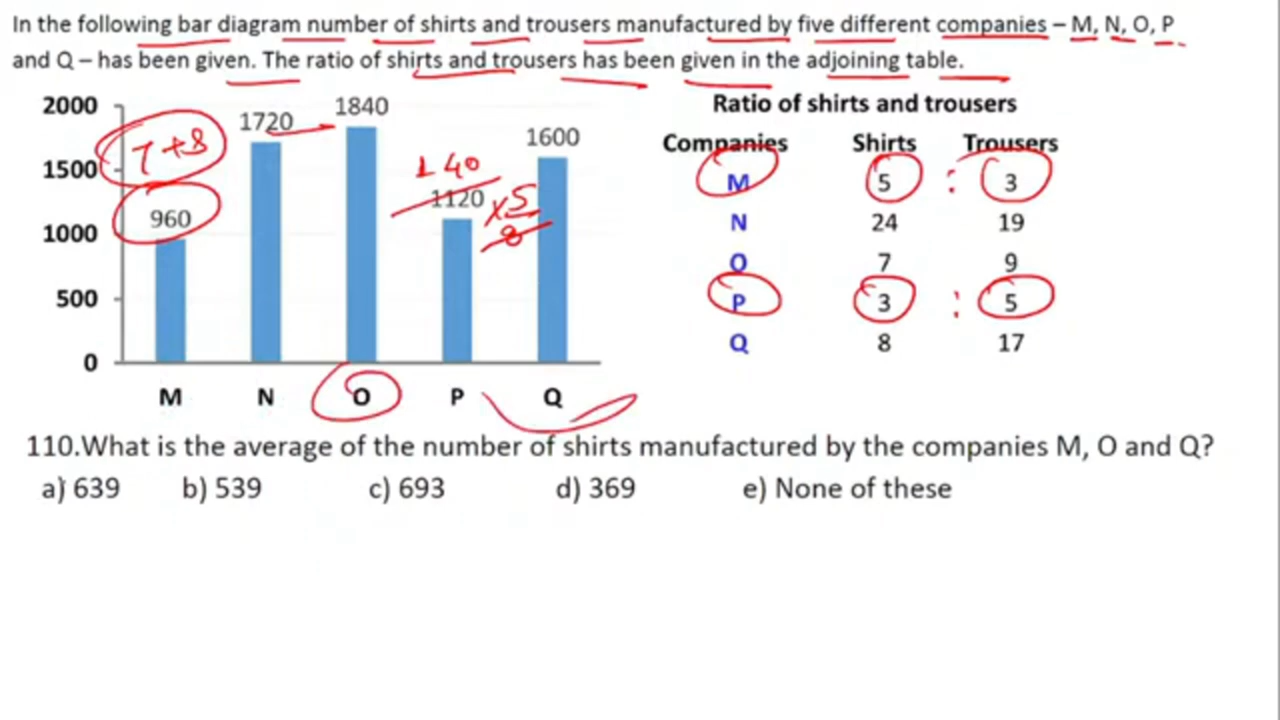 In the following bar diagram number of shirts and trousers manufactured by five different companies – M, N, O, P
and Q – has been given. The ratio of shirts and trousers has been given in the adjoining table.
2000
1500
1000
500
0
T+8
960
1720
1840
140
1120
×5
8
1600
M N O P Q
Ratio of shirts and trousers
Companies Shirts Trousers
M 5 : 3
N 24 19
O 7 9
P 3 : 5
Q 8 17
110.What is the average of the number of shirts manufactured by the companies M, O and Q?
a) 639 b) 539 c) 693 d) 369 e) None of these